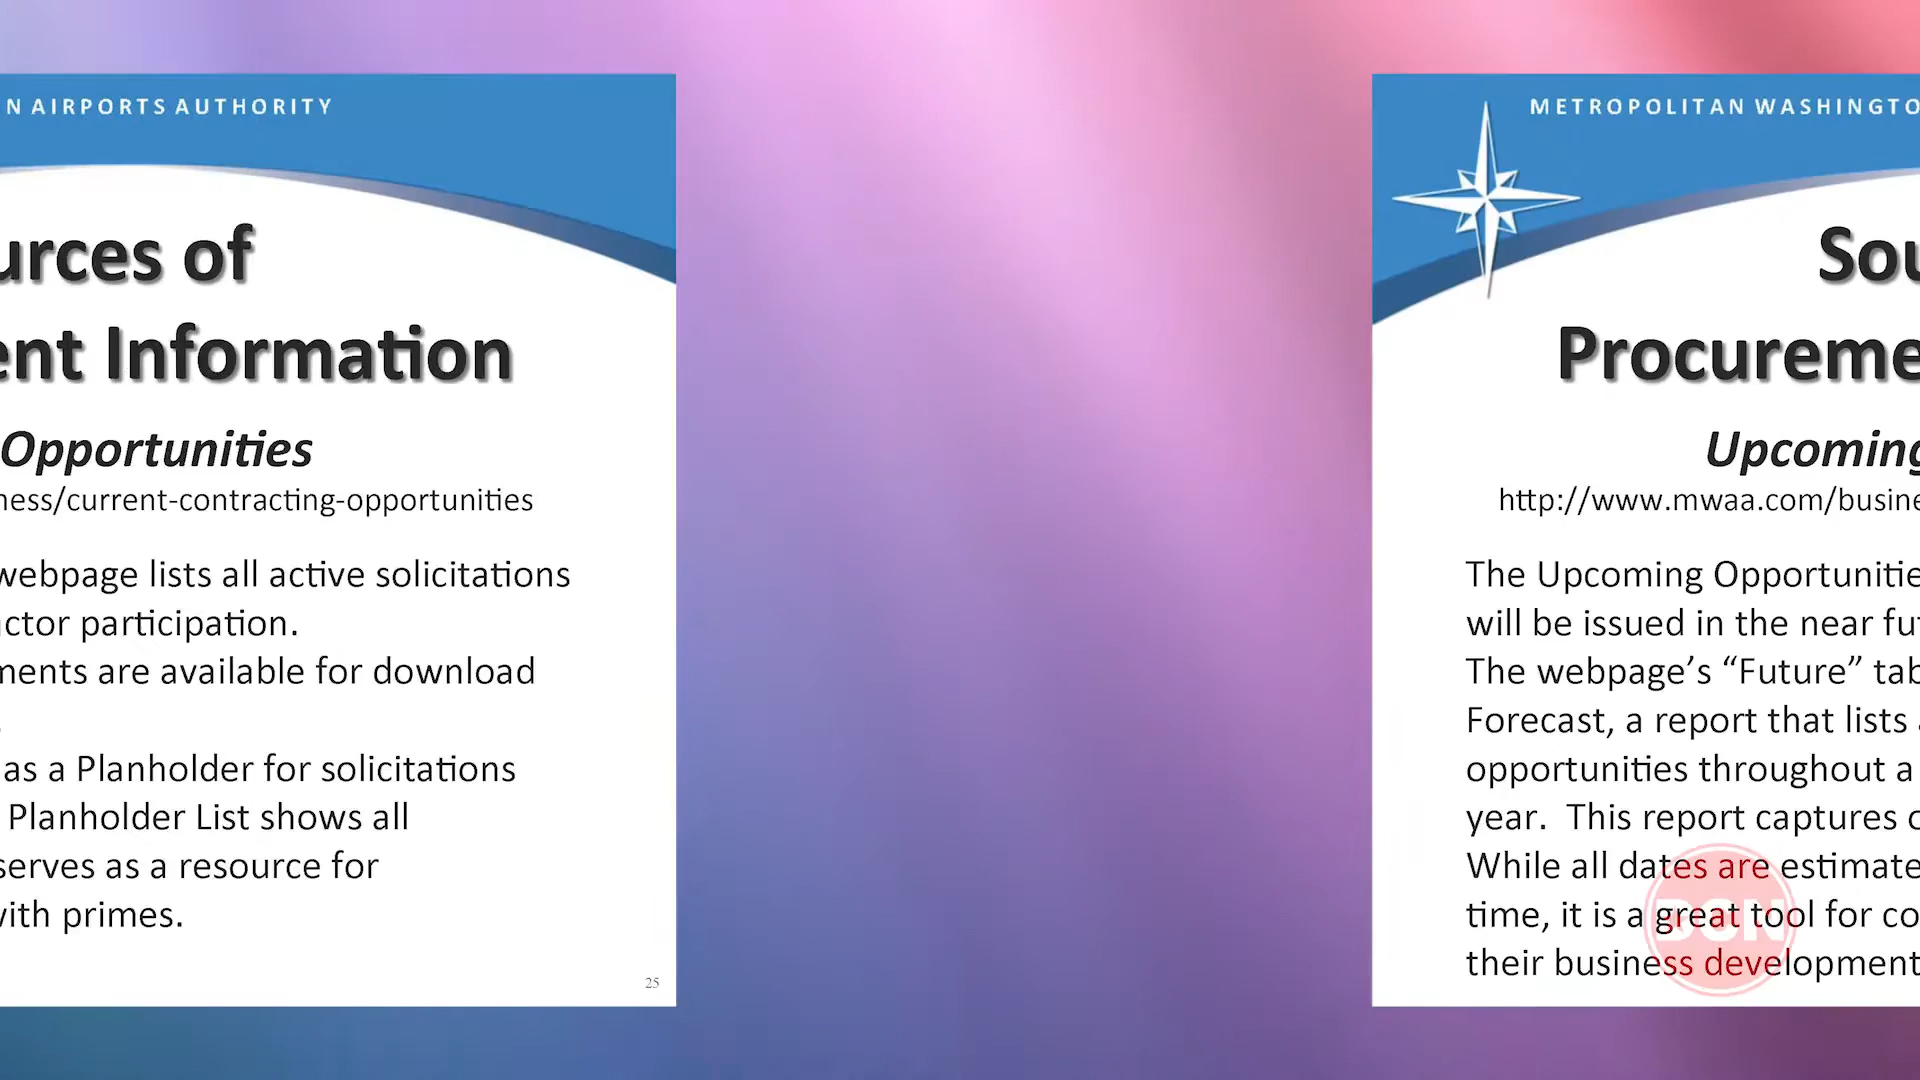 N AIRPORTS AUTHORITY
urces of
ent Information
Opportunities
ness/current-contracting-opportunities
webpage lists all active solicitations
actor participation.
ments are available for download
as a Planholder for solicitations
Planholder List shows all
serves as a resource for
with primes.
25
METROPOLITAN WASHINGTO
Sou
Procureme
Upcoming
http://www.mwaa.com/busine
The Upcoming Opportunitie
will be issued in the near fut
The webpage’s “Future” tab
Forecast, a report that lists a
opportunities throughout a
year. This report captures c
While all dates are estimate
time, it is a great tool for co
their business development
DGN